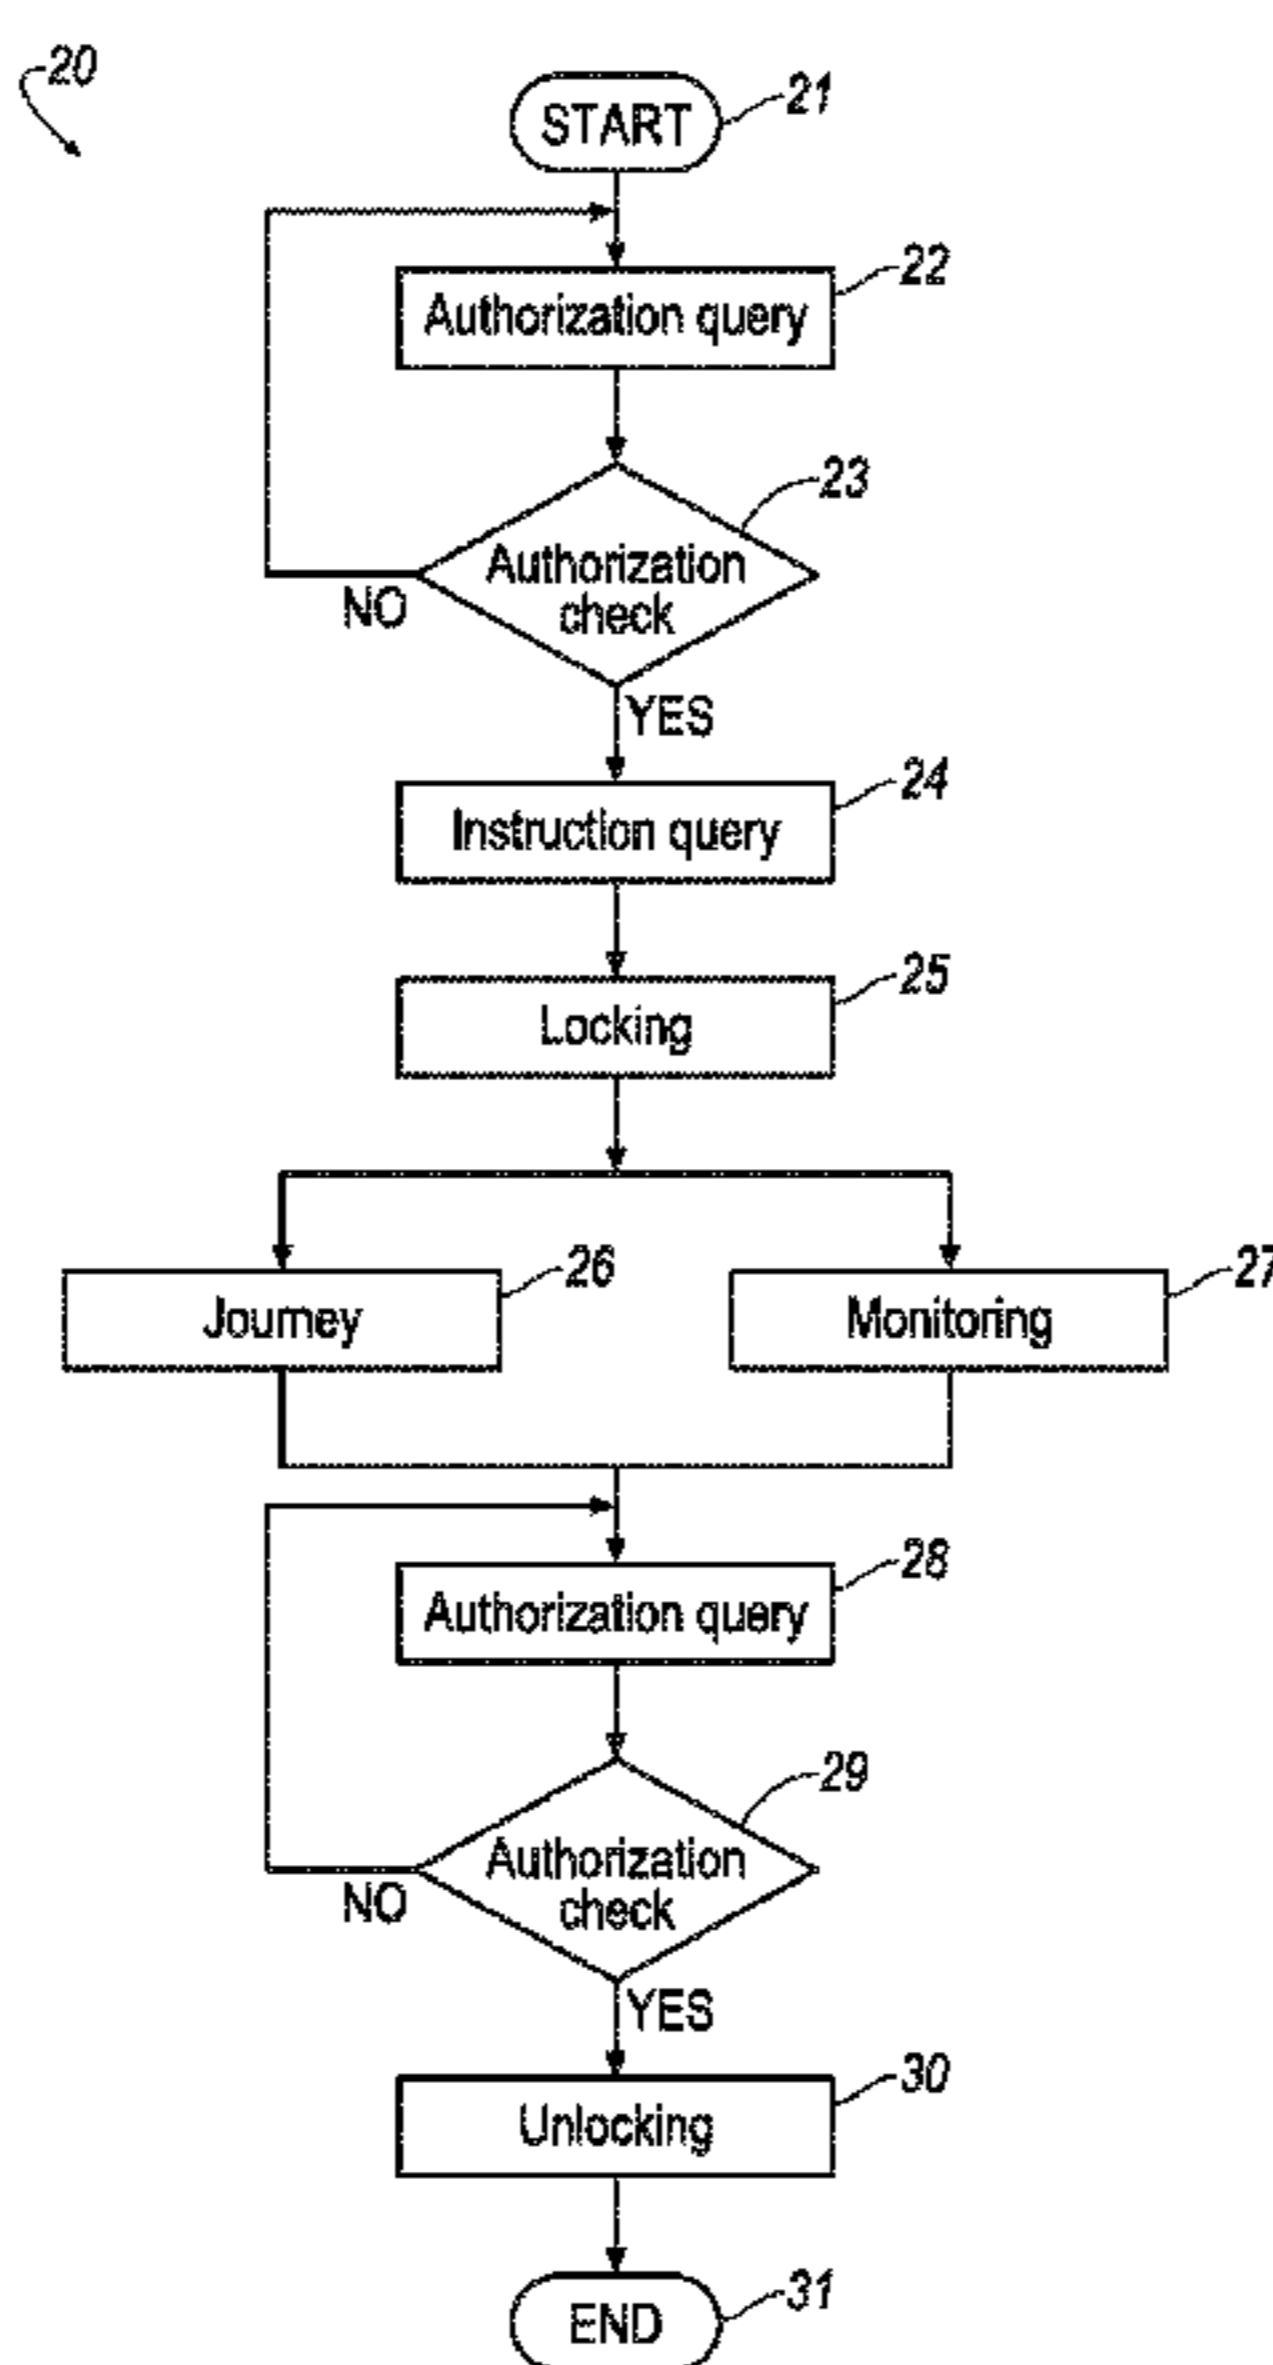 20
START
21
Authorization query
22
23
Authorization
check
NO
YES
Instruction query
24
Locking
25
Journey
26
Monitoring
27
Authorization query
28
29
Authorization
check
NO
YES
Unlocking
30
END
31